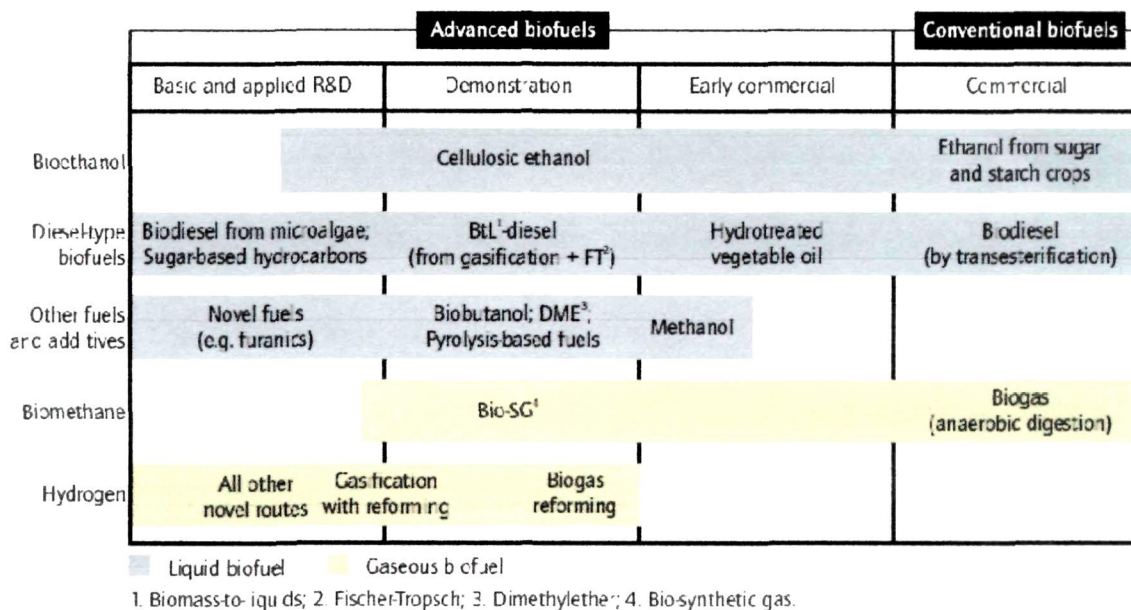 Advanced biofuels Conventional biofuels
Basic and applied R&D Demonstration Early commercial Commercial
Bioethanol Cellulosic ethanol Ethanol from sugar
and starch crops
Diesel-type Biodiesel from microalgae; BtL¹-diesel Hydrotreated Biodiesel
biofuels Sugar-based hydrocarbons (from gasification + FT²) vegetable oil (by transesterification)
Other fuels Novel fuels Biobutanol; DME³; Methanol
and additives (e.g. furanics) Pyrolysis-based fuels
Biomethane Bio-SG⁴ Biogas
(anaerobic digestion)
Hydrogen All other Gasification Biogas
novel routes with reforming reforming
Liquid biofuel Gaseous biofuel
1. Biomass-to-liquids; 2. Fischer-Tropsch; 3. Dimethylether; 4. Bio-synthetic gas.